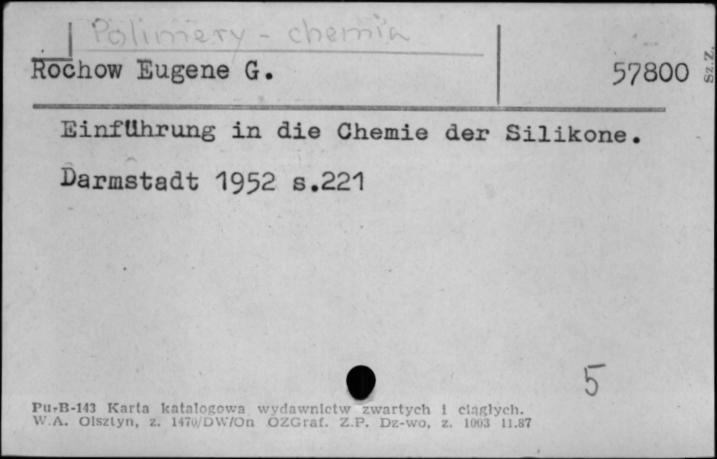 Polimery - chemia
Rochow Eugene G.
57800
Sz.Z.
Einführung in die Chemie der Silikone.
Darmstadt 1952 s.221
5
Pu-B-143 Karta katalogowa wydawnictw zwartych i ciągłych.
W.A. Olsztyn, z. 1470/DW/On OZGraf. Z.P. Dz-wo, z. 1003 11.87